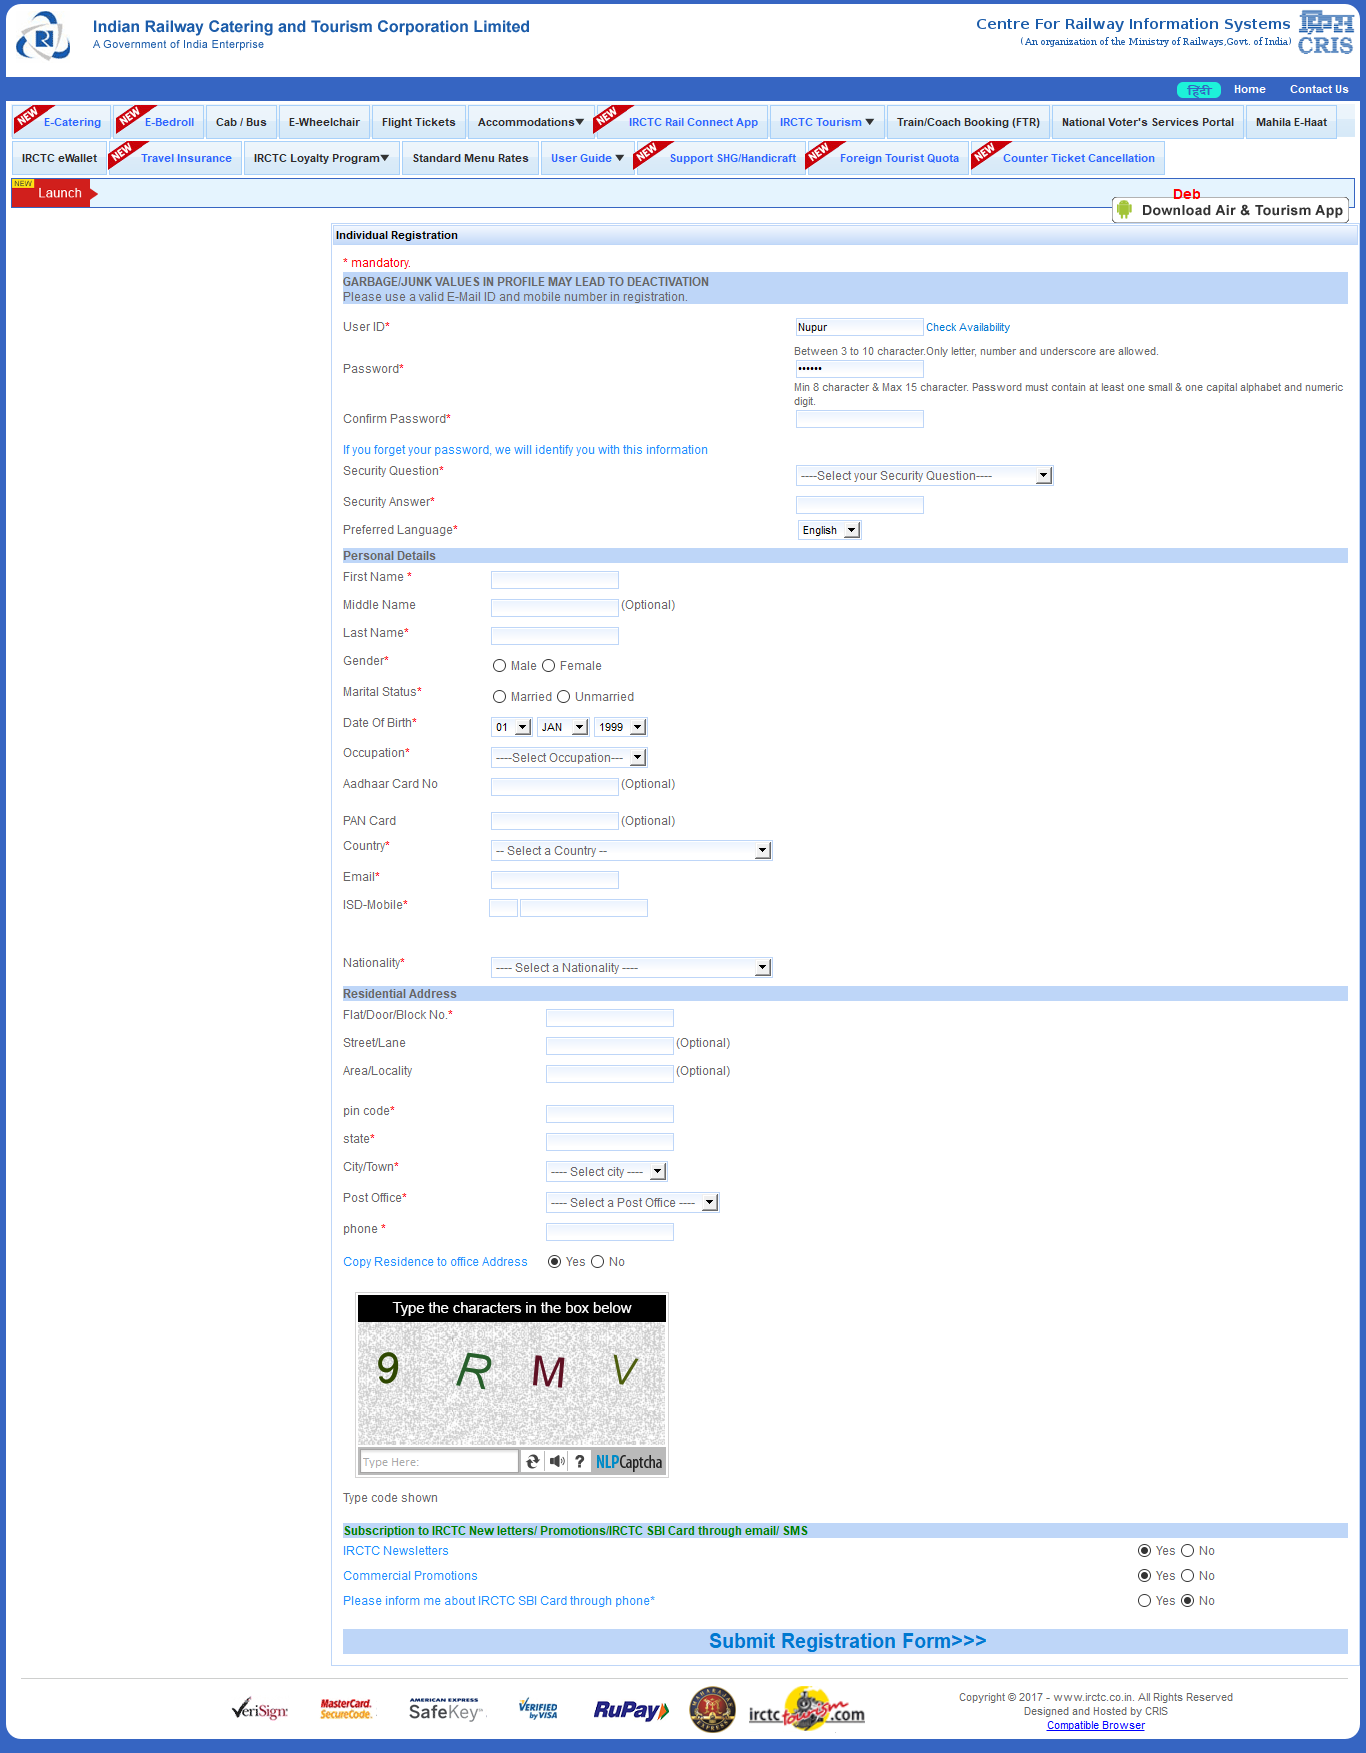 Indian Railway Catering and Tourism Corporation Limited
A Government of India Enterprise
Centre For Railway Information Systems
(An organization of the Ministry of Railways,Govt. of India)
CRIS
हिंदी Home Contact Us
NEW E-Catering NEW E-Bedroll Cab / Bus E-Wheelchair Flight Tickets Accommodations NEW IRCTC Rail Connect App IRCTC Tourism Train/Coach Booking (FTR) National Voter's Services Portal Mahila E-Haat
IRCTC eWallet NEW Travel Insurance IRCTC Loyalty Program Standard Menu Rates User Guide NEW Support SHG/Handicraft NEW Foreign Tourist Quota NEW Counter Ticket Cancellation
NEW Launch Deb
Download Air & Tourism App
Individual Registration
* mandatory.
GARBAGE/JUNK VALUES IN PROFILE MAY LEAD TO DEACTIVATION
Please use a valid E-Mail ID and mobile number in registration.
User ID* Nupur Check Availability
Between 3 to 10 character.Only letter, number and underscore are allowed.
Password* ••••••
Min 8 character & Max 15 character. Password must contain at least one small & one capital alphabet and numeric
digit.
Confirm Password*
If you forget your password, we will identify you with this information
Security Question* ----Select your Security Question----
Security Answer*
Preferred Language* English
Personal Details
First Name *
Middle Name (Optional)
Last Name*
Gender* Male Female
Marital Status* Married Unmarried
Date Of Birth* 01 JAN 1999
Occupation* ----Select Occupation---
Aadhaar Card No (Optional)
PAN Card (Optional)
Country* -- Select a Country --
Email*
ISD-Mobile*
Nationality* ---- Select a Nationality ----
Residential Address
Flat/Door/Block No.*
Street/Lane (Optional)
Area/Locality (Optional)
pin code*
state*
City/Town* ---- Select city ----
Post Office* ---- Select a Post Office ----
phone *
Copy Residence to office Address Yes No
Type the characters in the box below
9 R M V
Type Here: ? NLPCaptcha
Type code shown
Subscription to IRCTC New letters/ Promotions/IRCTC SBI Card through email/ SMS
IRCTC Newsletters Yes No
Commercial Promotions Yes No
Please inform me about IRCTC SBI Card through phone* Yes No
Submit Registration Form>>>
VeriSign MasterCard. SecureCode. AMERICAN EXPRESS SafeKey VERIFIED by VISA RuPay MAHARAJAS EXPRESS irctc tourism .com
Copyright © 2017 - www.irctc.co.in. All Rights Reserved
Designed and Hosted by CRIS
Compatible Browser